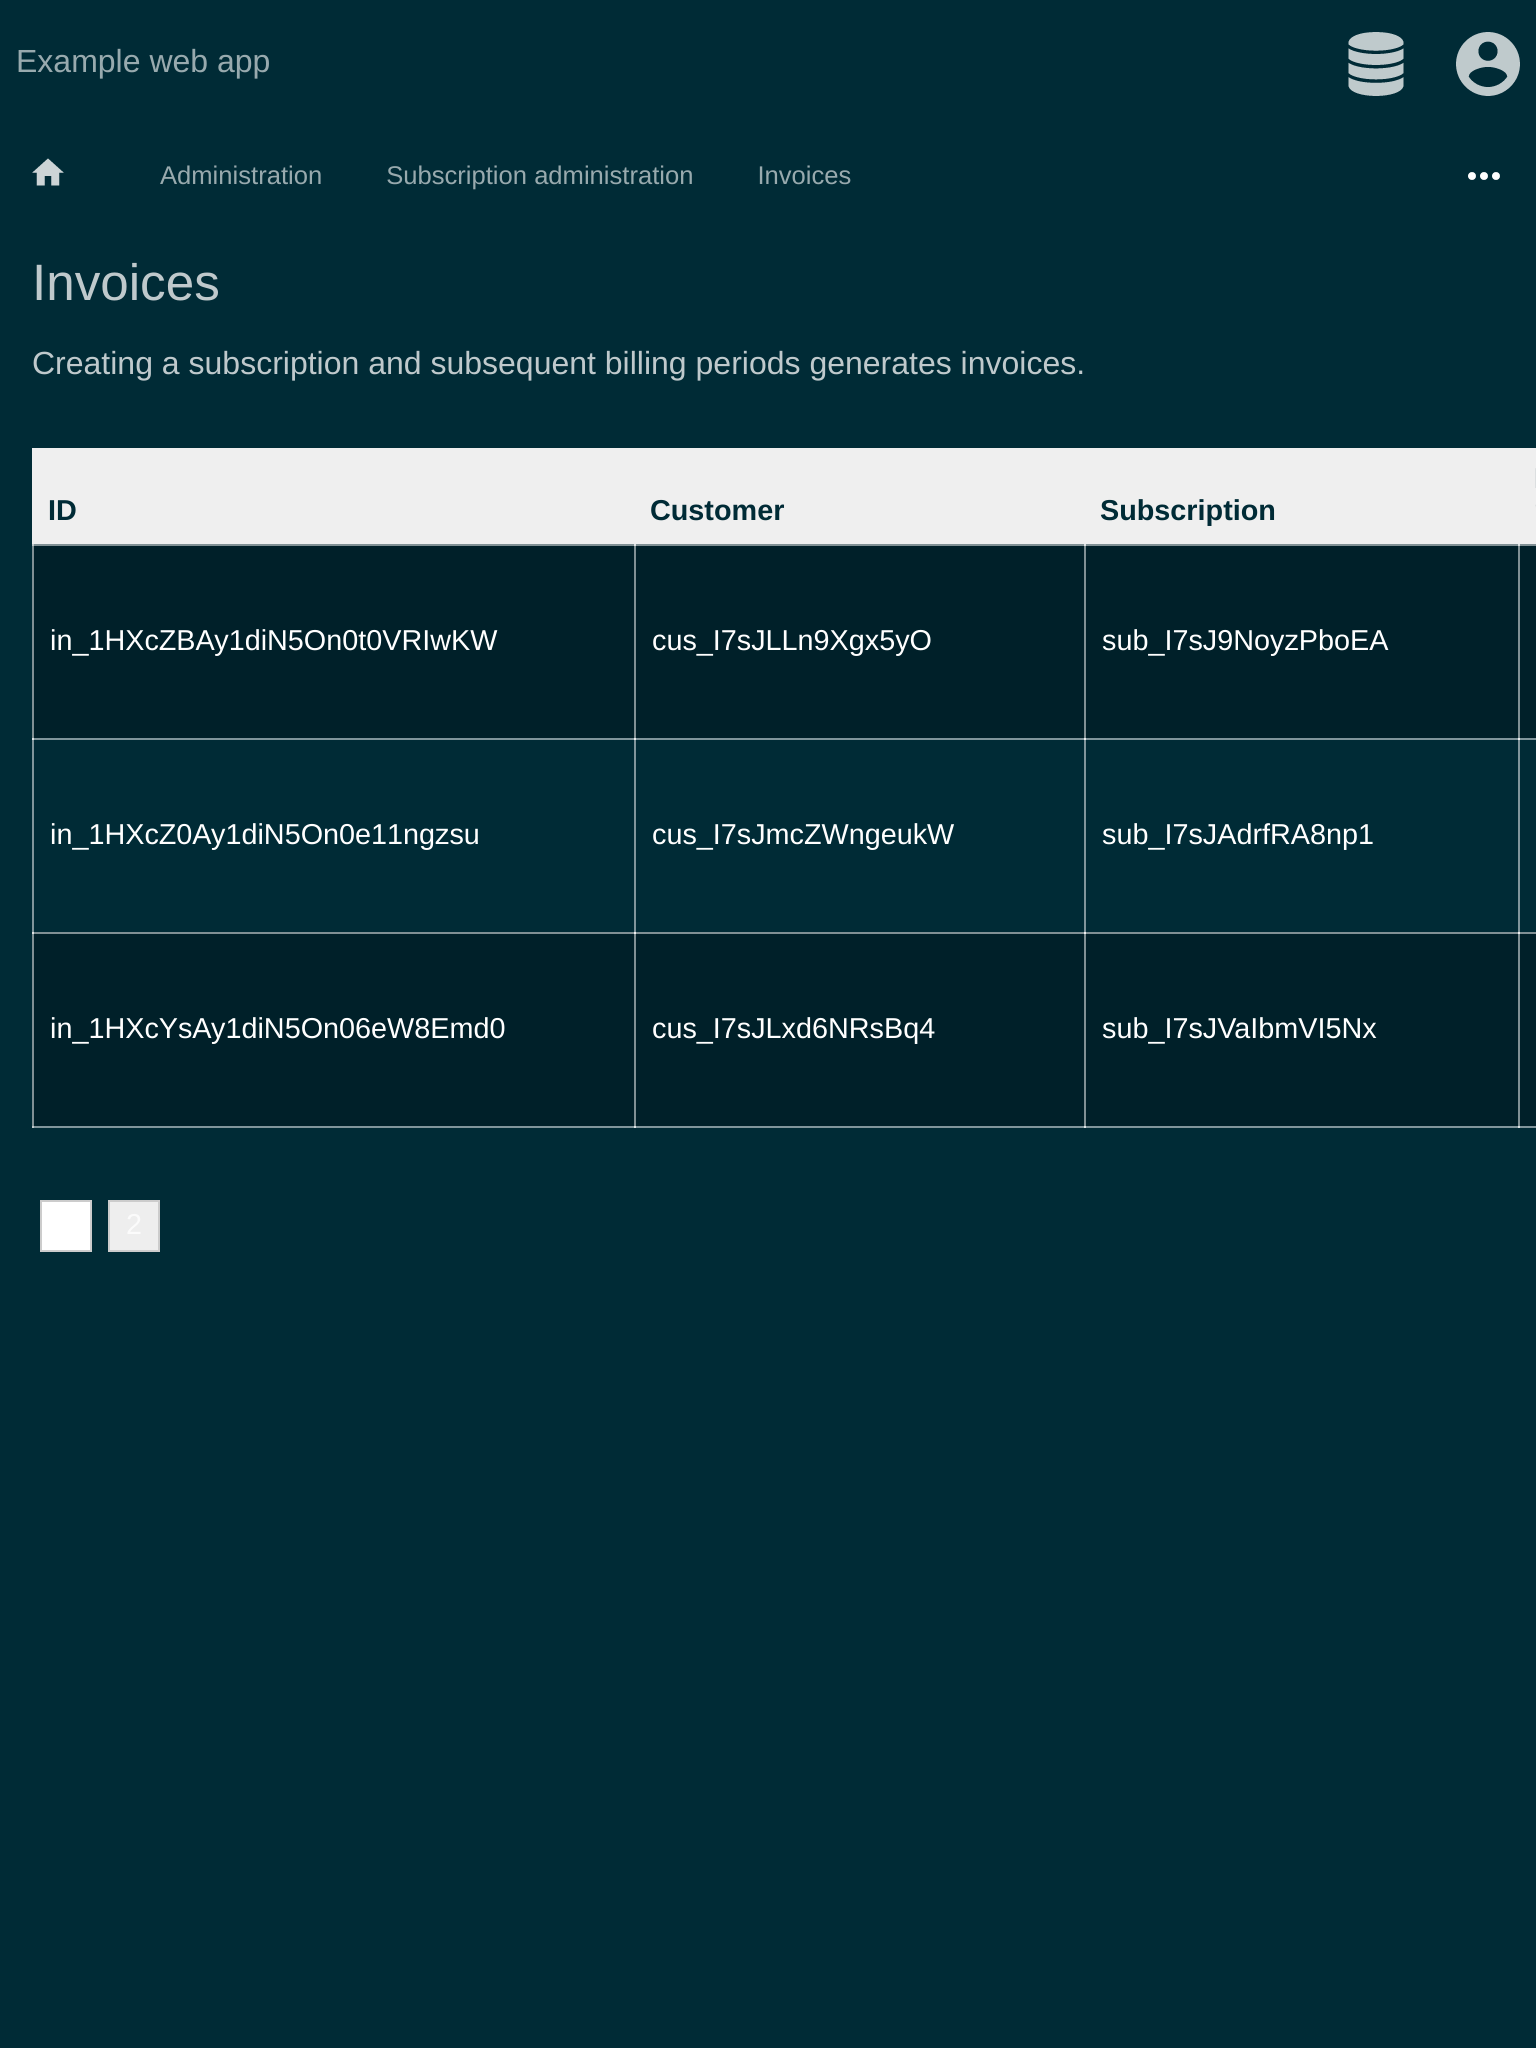 Example web app
Administration Subscription administration Invoices
Invoices
Creating a subscription and subsequent billing periods generates invoices.
ID Customer Subscription
in_1HXcZBAy1diN5On0t0VRIwKW cus_I7sJLLn9Xgx5yO sub_I7sJ9NoyzPboEA
in_1HXcZ0Ay1diN5On0e11ngzsu cus_I7sJmcZWngeukW sub_I7sJAdrfRA8np1
in_1HXcYsAy1diN5On06eW8Emd0 cus_I7sJLxd6NRsBq4 sub_I7sJVaIbmVI5Nx
2